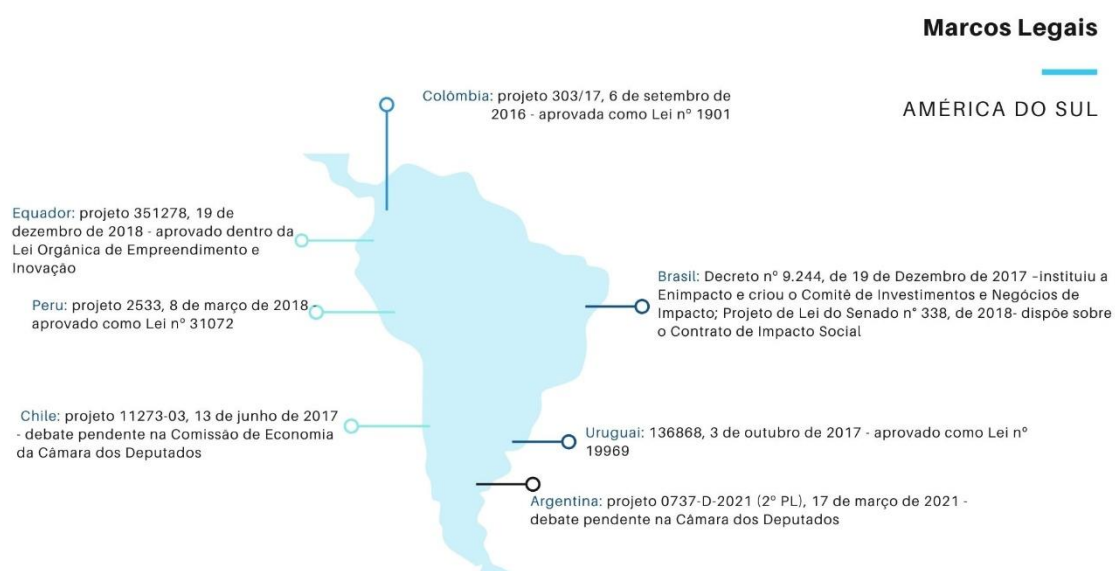 Marcos Legais
AMÉRICA DO SUL
Colômbia: projeto 303/17, 6 de setembro de
2016 - aprovada como Lei nº 1901
Equador: projeto 351278, 19 de
dezembro de 2018 - aprovado dentro da
Lei Orgânica de Empreendimento e
Inovação
Peru: projeto 2533, 8 de março de 2018 -
aprovado como Lei nº 31072
Brasil: Decreto nº 9.244, de 19 de Dezembro de 2017 –instituiu a
Enimpacto e criou o Comitê de Investimentos e Negócios de
Impacto; Projeto de Lei do Senado n° 338, de 2018- dispõe sobre
o Contrato de Impacto Social
Chile: projeto 11273-03, 13 de junho de 2017
- debate pendente na Comissão de Economia
da Câmara dos Deputados
Uruguai: 136868, 3 de outubro de 2017 - aprovado como Lei nº
19969
Argentina: projeto 0737-D-2021 (2º PL), 17 de março de 2021 -
debate pendente na Câmara dos Deputados